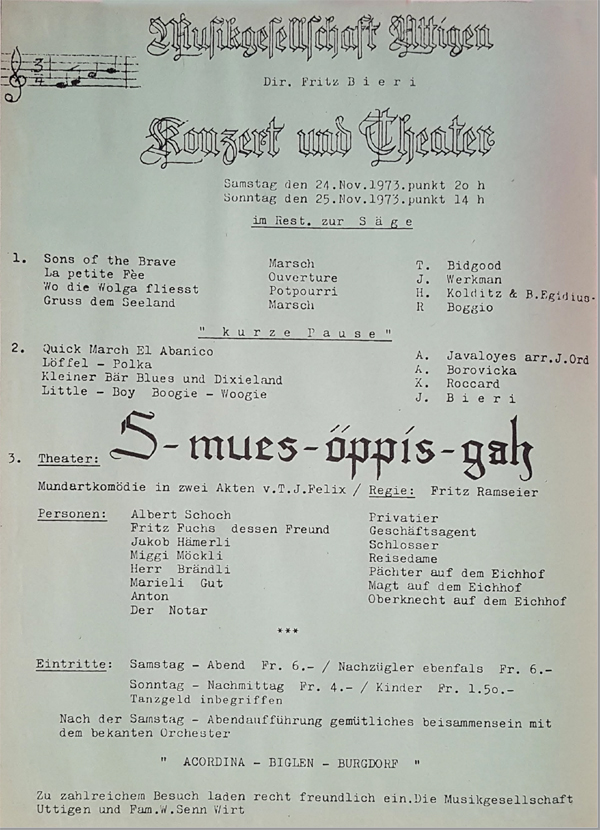 Musikgesellschaft Uttigen
Dir. Fritz B i e r i
Konzert und Theater
Samstag den 24.Nov.1973.punkt 2o h
Sonntag den 25.Nov.1973.punkt 14 h
im Rest. zur S ä g e
1. Sons of the Brave Marsch T. Bidgood
La petite Fèe Ouverture J. Werkman
Wo die Wolga fliesst Potpourri H. Kolditz & B.Egidius.
Gruss dem Seeland Marsch R Boggio
" k u r z e P a u s e "
2. Quick March El Abanico A. Javaloyes arr.J.Ord
Löffel - Polka A. Borovicka
Kleiner Bär Blues und Dixieland K. Roccard
Little - Boy Boogie - Woogie J. B i e r i
3. Theater: S-mues-öppis-gah
Mundartkomödie in zwei Akten v.T.J.Felix / Regie: Fritz Ramseier
Personen: Albert Schoch Privatier
Fritz Fuchs dessen Freund Geschäftsagent
Jakob Hämerli Schlosser
Miggi Möckli Reisedame
Herr Brändli Pächter auf dem Eichhof
Marieli Gut Magt auf dem Eichhof
Anton Oberknecht auf dem Eichhof
Der Notar
***
Eintritte: Samstag - Abend Fr. 6.- / Nachzügler ebenfals Fr. 6.-
Sonntag - Nachmittag Fr. 4.- / Kinder Fr. 1.5o.-
Tanzgeld inbegriffen
Nach der Samstag - Abendaufführung gemütliches beisammensein mit
dem bekanten Orchester
" ACORDINA - BIGLEN - BURGDORF "
Zu zahlreichem Besuch laden recht freundlich ein.Die Musikgesellschaft
Uttigen und Fam.W.Senn Wirt